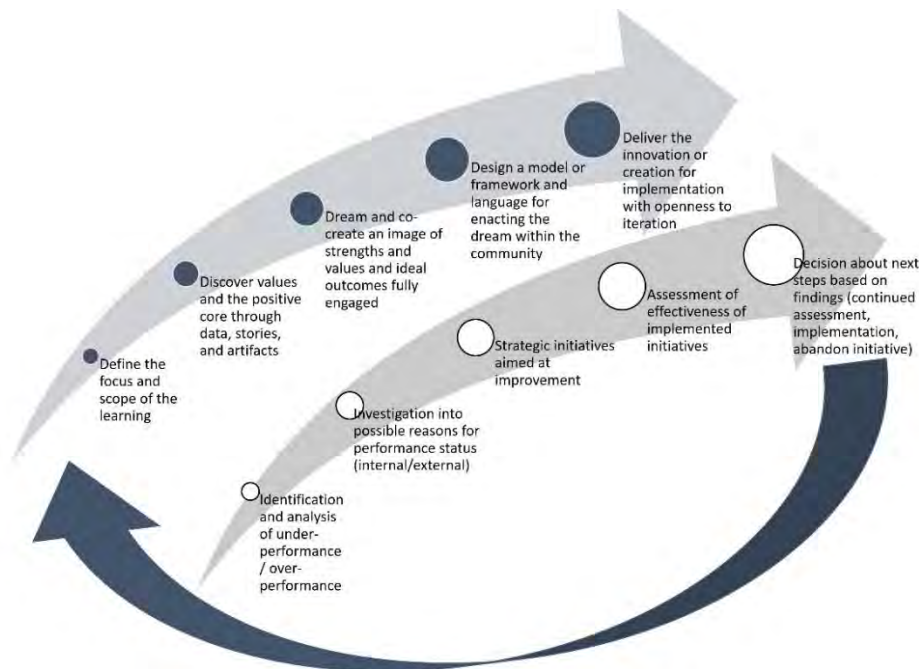 Define the
focus and
scope of the
learning
Discover values
and the positive
core through
data, stories,
and artifacts
Dream and co-
create an image of
strengths and
values and ideal
outcomes fully
engaged
Design a model or
framework and
language for
enacting the
dream within the
community
Deliver the
innovation or
creation for
implementation
with openness to
iteration
Identification
and analysis
of under-
performance
/ over-
performance
Investigation into
possible reasons for
performance status
(internal/external)
Strategic initiatives
aimed at
improvement
Assessment of
effectiveness of
implemented
initiatives
Decision about next
steps based on
findings (continued
assessment,
implementation,
abandon initiative)